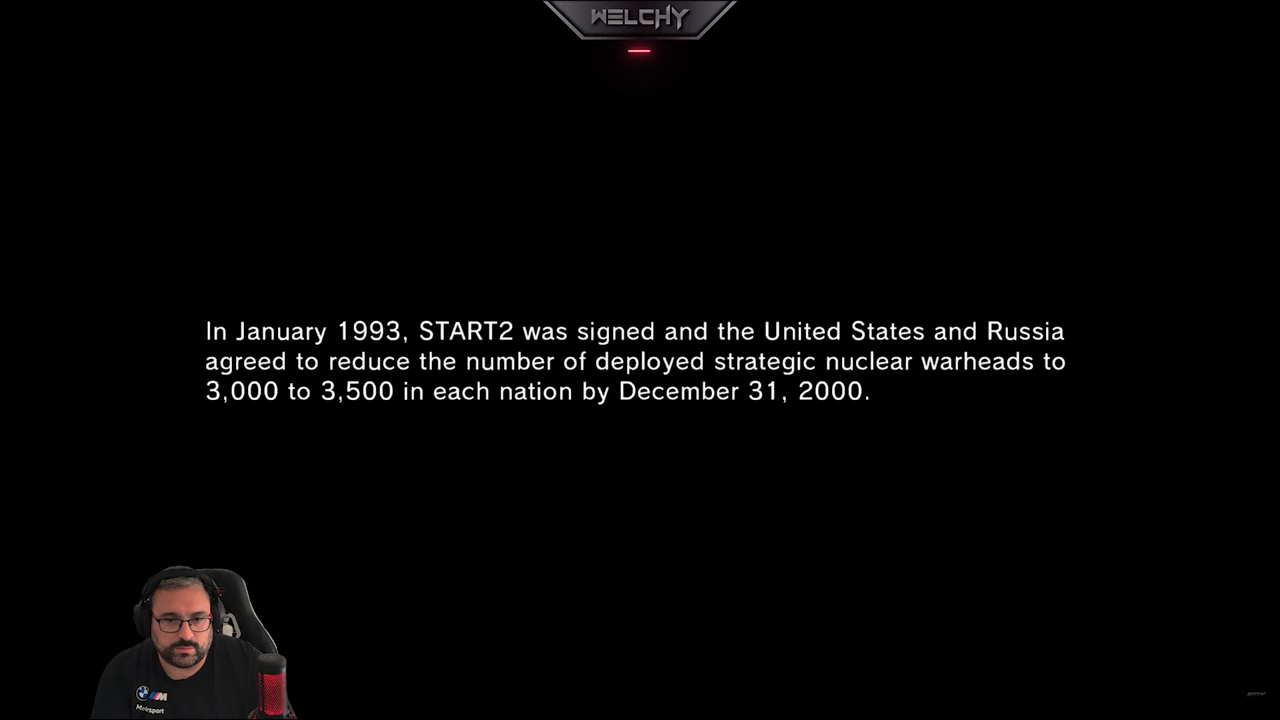 WELCHY
In January 1993, START2 was signed and the United States and Russia
agreed to reduce the number of deployed strategic nuclear warheads to
3,000 to 3,500 in each nation by December 31, 2000.
M
Motorsport